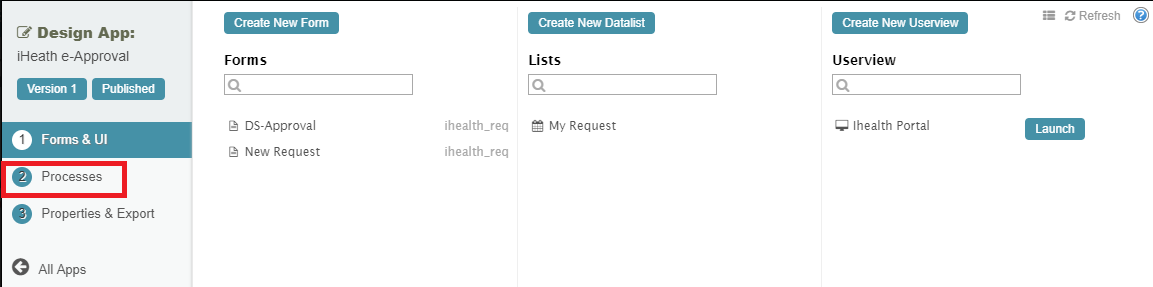 Design App:
iHeath e-Approval
Version 1 Published
1 Forms & UI
2 Processes
3 Properties & Export
All Apps
Create New Form
Forms
DS-Approval ihealth_req
New Request ihealth_req
Create New Datalist
Lists
My Request
Create New Userview
Userview
Ihealth Portal Launch
Refresh ?